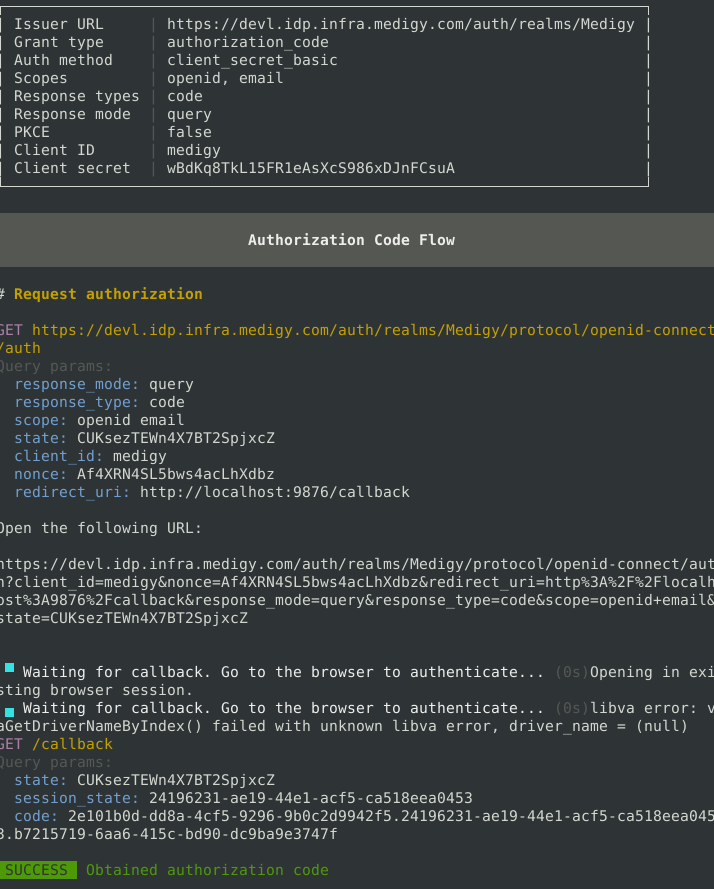 Issuer URL | https://devl.idp.infra.medigy.com/auth/realms/Medigy
Grant type | authorization_code
Auth method | client_secret_basic
Scopes | openid, email
Response types | code
Response mode | query
PKCE | false
Client ID | medigy
Client secret | wBdKq8TkL15FR1eAsXcS986xDJnFCsuA
Authorization Code Flow
# Request authorization
GET https://devl.idp.infra.medigy.com/auth/realms/Medigy/protocol/openid-connect
/auth
Query params:
response_mode: query
response_type: code
scope: openid email
state: CUKsezTEWn4X7BT2SpjxcZ
client_id: medigy
nonce: Af4XRN4SL5bws4acLhXdbz
redirect_uri: http://localhost:9876/callback
Open the following URL:
https://devl.idp.infra.medigy.com/auth/realms/Medigy/protocol/openid-connect/aut
h?client_id=medigy&nonce=Af4XRN4SL5bws4acLhXdbz&redirect_uri=http%3A%2F%2Flocalh
ost%3A9876%2Fcallback&response_mode=query&response_type=code&scope=openid+email&
state=CUKsezTEWn4X7BT2SpjxcZ
Waiting for callback. Go to the browser to authenticate... (0s)Opening in exi
sting browser session.
Waiting for callback. Go to the browser to authenticate... (0s)libva error: v
aGetDriverNameByIndex() failed with unknown libva error, driver_name = (null)
GET /callback
Query params:
state: CUKsezTEWn4X7BT2SpjxcZ
session_state: 24196231-ae19-44e1-acf5-ca518eea0453
code: 2e101b0d-dd8a-4cf5-9296-9b0c2d9942f5.24196231-ae19-44e1-acf5-ca518eea045
3.b7215719-6aa6-415c-bd90-dc9ba9e3747f
SUCCESS Obtained authorization code